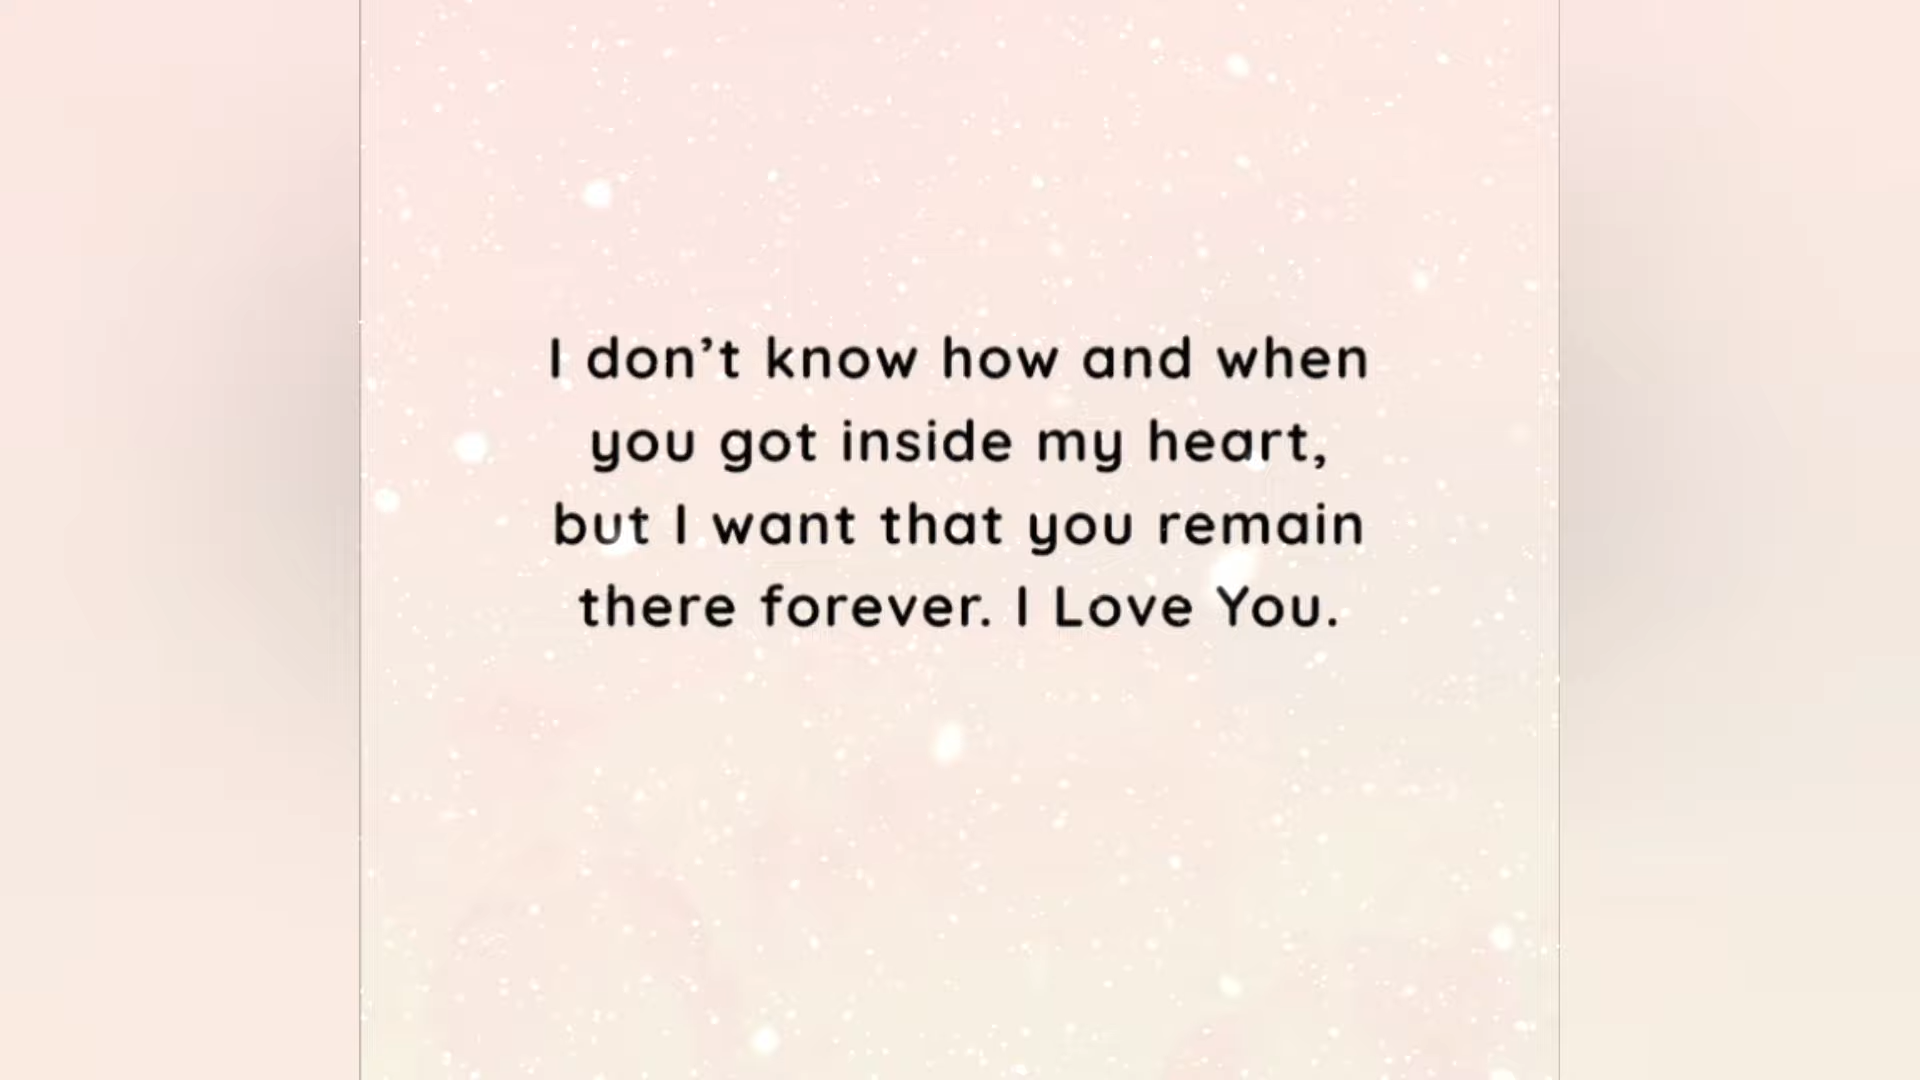 I don’t know how and when
you got inside my heart,
but I want that you remain
there forever. I Love You.